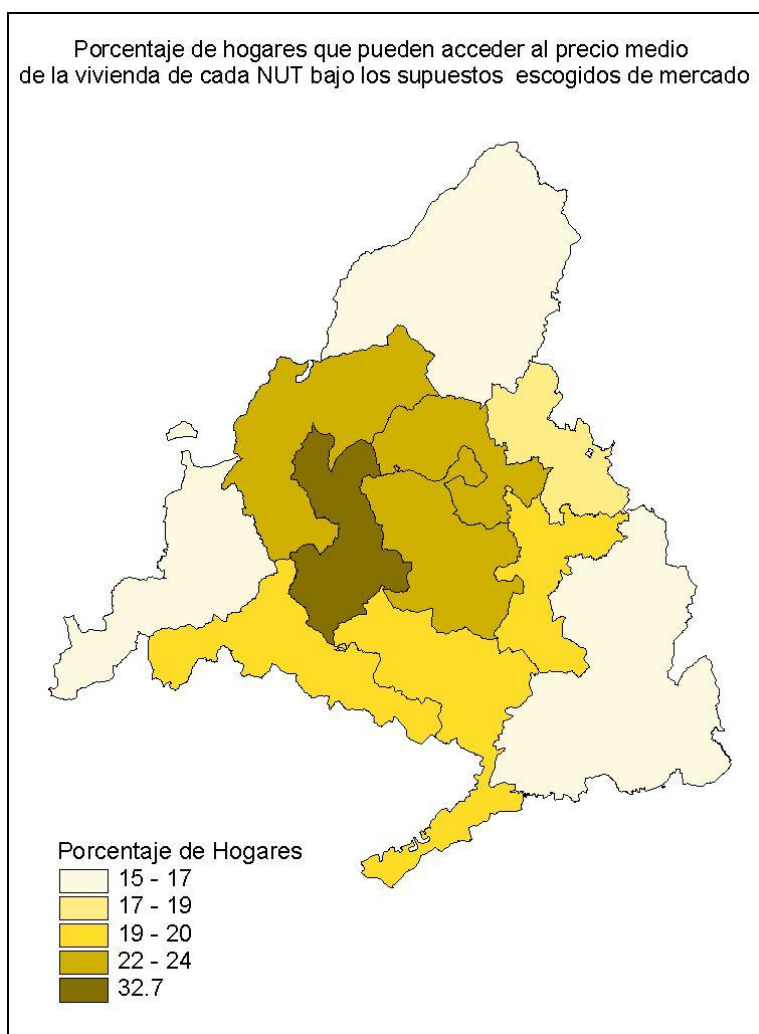 Porcentaje de hogares que pueden acceder al precio medio
de la vivienda de cada NUT bajo los supuestos escogidos de mercado
Porcentaje de Hogares
15 - 17
17 - 19
19 - 20
22 - 24
32.7